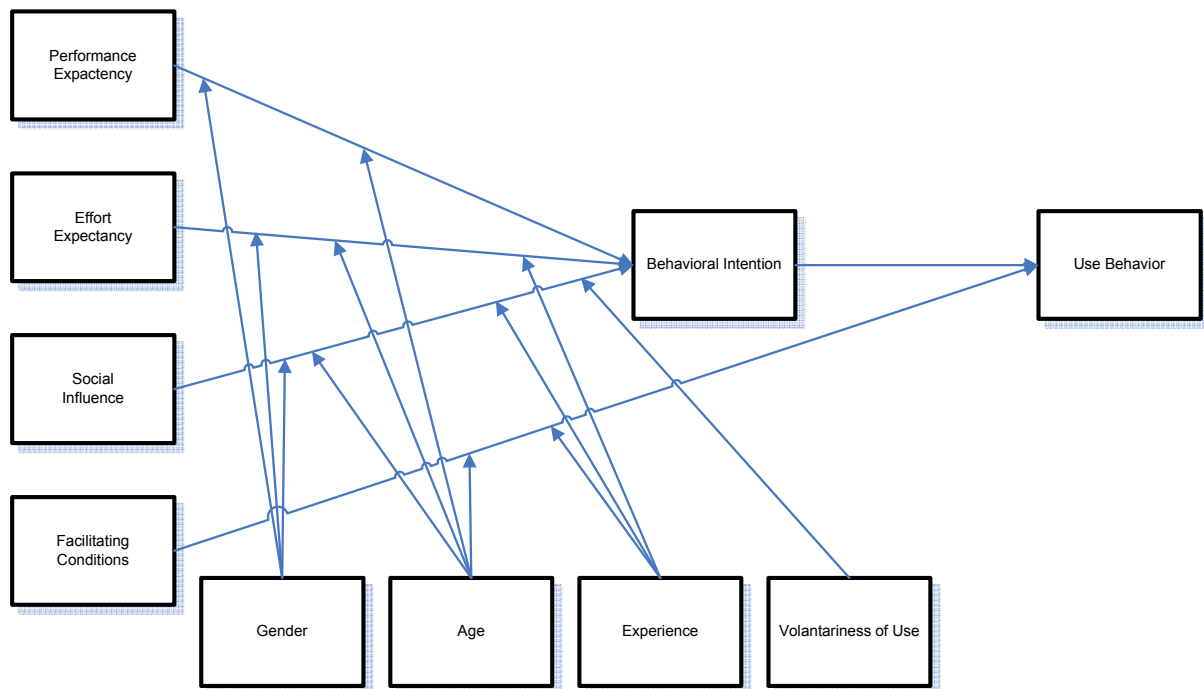 Performance
Expactency
Effort
Expectancy
Behavioral Intention
Use Behavior
Social
Influence
Facilitating
Conditions
Gender
Age
Experience
Volantariness of Use